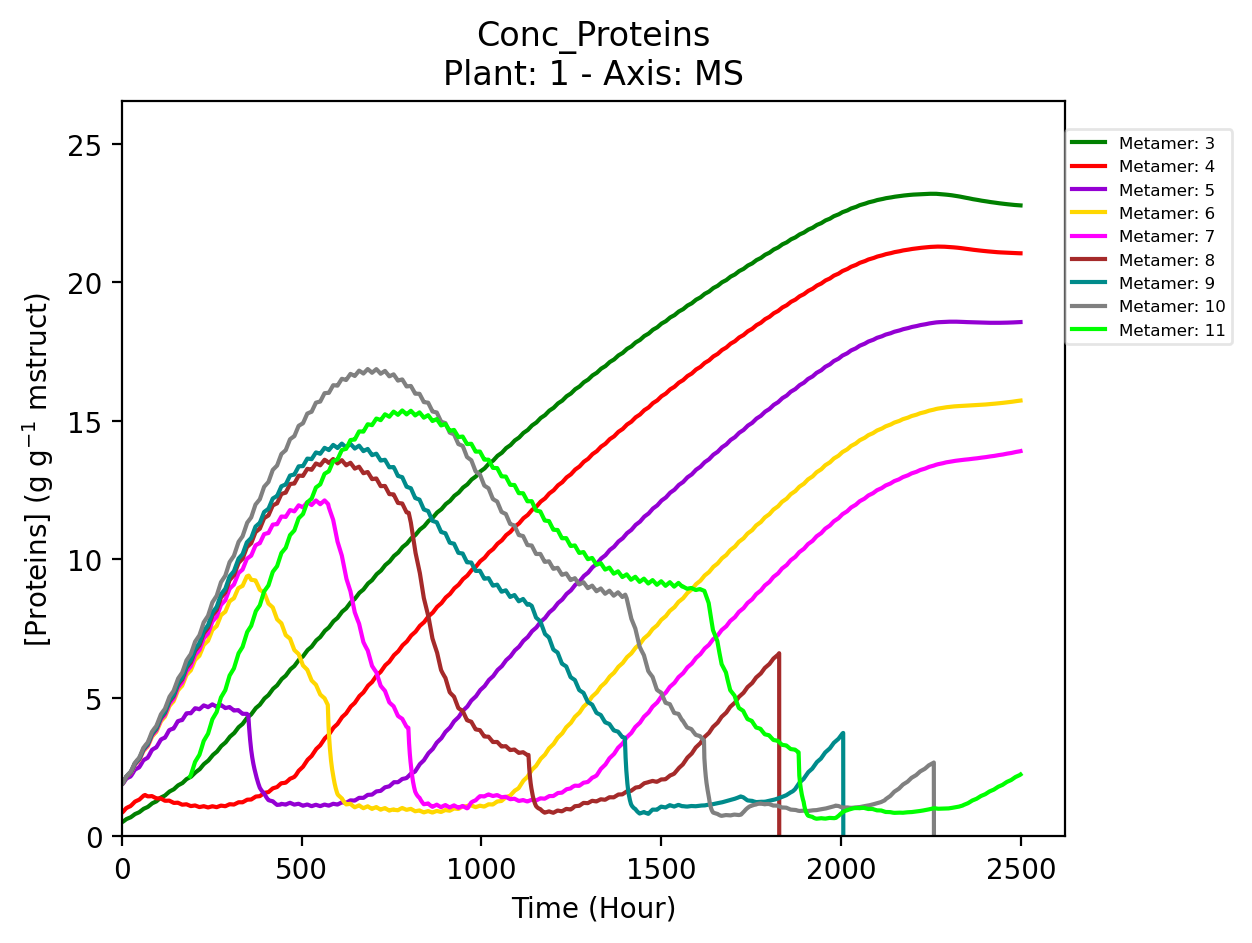 Conc_Proteins
Plant: 1 - Axis: MS
25
20
15
10
5
0
[Proteins] (g g⁻¹ mstruct)
0 500 1000 1500 2000 2500
Time (Hour)
Metamer: 3
Metamer: 4
Metamer: 5
Metamer: 6
Metamer: 7
Metamer: 8
Metamer: 9
Metamer: 10
Metamer: 11